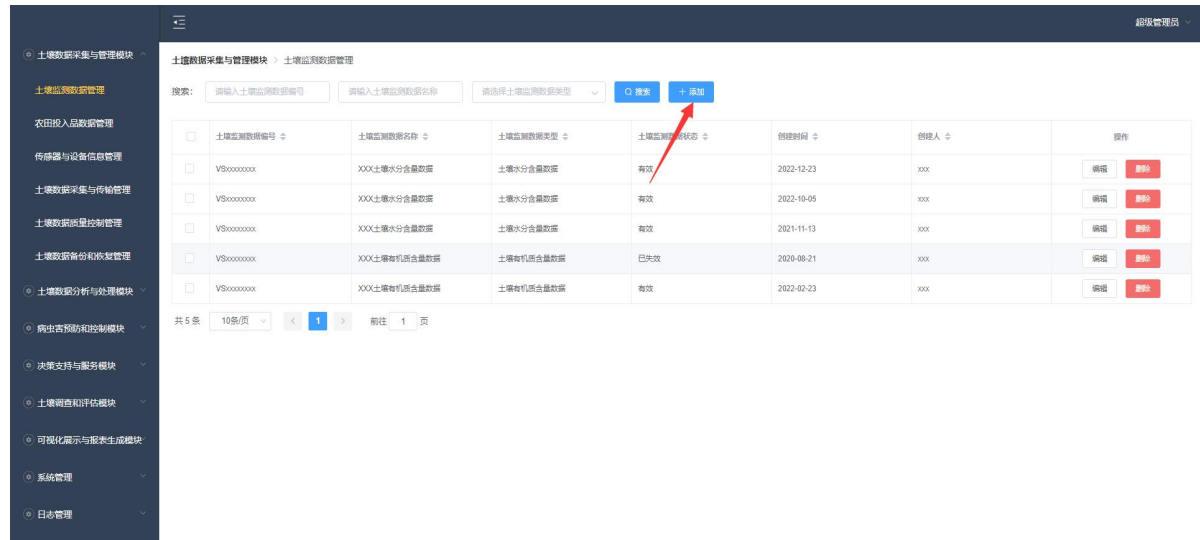 超级管理员
土壤数据采集与管理模块
土壤监测数据管理
农田投入品数据管理
传感器与设备信息管理
土壤数据采集与传输管理
土壤数据质量控制管理
土壤数据备份和恢复管理
土壤数据分析与处理模块
病虫害预防和控制模块
决策支持与服务模块
土壤调查和评估模块
可视化展示与报表生成模块
系统管理
日志管理
土壤数据采集与管理模块 > 土壤监测数据管理
搜索: 请输入土壤监测数据编号 请输入土壤监测数据名称 请选择土壤监测数据类型 搜索 + 添加
土壤监测数据编号 土壤监测数据名称 土壤监测数据类型 土壤监测数据状态 创建时间 创建人 操作
VSxxxxxxxx XXX土壤水分含量数据 土壤水分含量数据 有效 2022-12-23 xxx 编辑 删除
VSxxxxxxxx XXX土壤水分含量数据 土壤水分含量数据 有效 2022-10-05 xxx 编辑 删除
VSxxxxxxxx XXX土壤水分含量数据 土壤水分含量数据 有效 2021-11-13 xxx 编辑 删除
VSxxxxxxxx XXX土壤有机质含量数据 土壤有机质含量数据 已失效 2020-08-21 xxx 编辑 删除
VSxxxxxxxx XXX土壤有机质含量数据 土壤有机质含量数据 有效 2022-02-23 xxx 编辑 删除
共 5 条 10条/页 < 1 > 前往 1 页